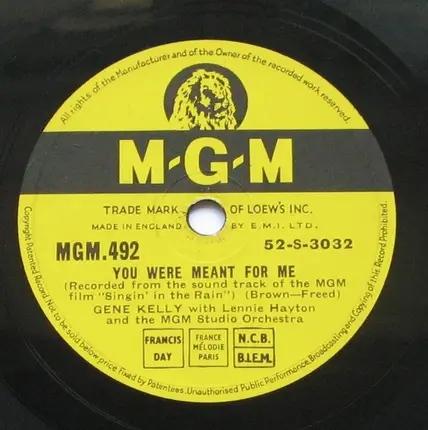 All rights of the Manufacturer and of the Owner of the recorded work reserved.
M-G-M
TRADE MARK OF LOEW'S INC.
MADE IN ENGLAND BY E.M.I. LTD.
MGM.492 52-S-3032
YOU WERE MEANT FOR ME
(Recorded from the sound track of the MGM
film "Singin' in the Rain") (Brown—Freed)
GENE KELLY with Lennie Hayton
and the MGM Studio Orchestra
FRANCIS
DAY
FRANCE
MÉLODIE
PARIS
N.C.B.
B.I.E.M.
Copyright Patented Record Not to be sold below price Fixed by Patentees. Unauthorised Public Performance, Broadcasting and Copying of this Record Prohibited.